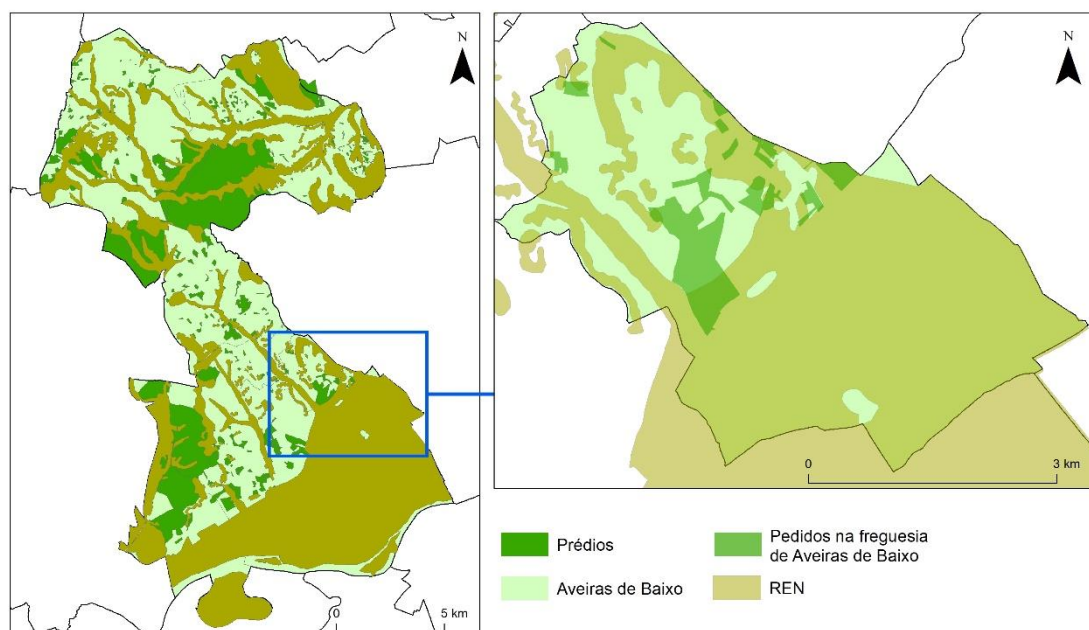 N
N
0
5 km
0
3 km
Prédios
Pedidos na freguesia
de Aveiras de Baixo
Aveiras de Baixo
REN